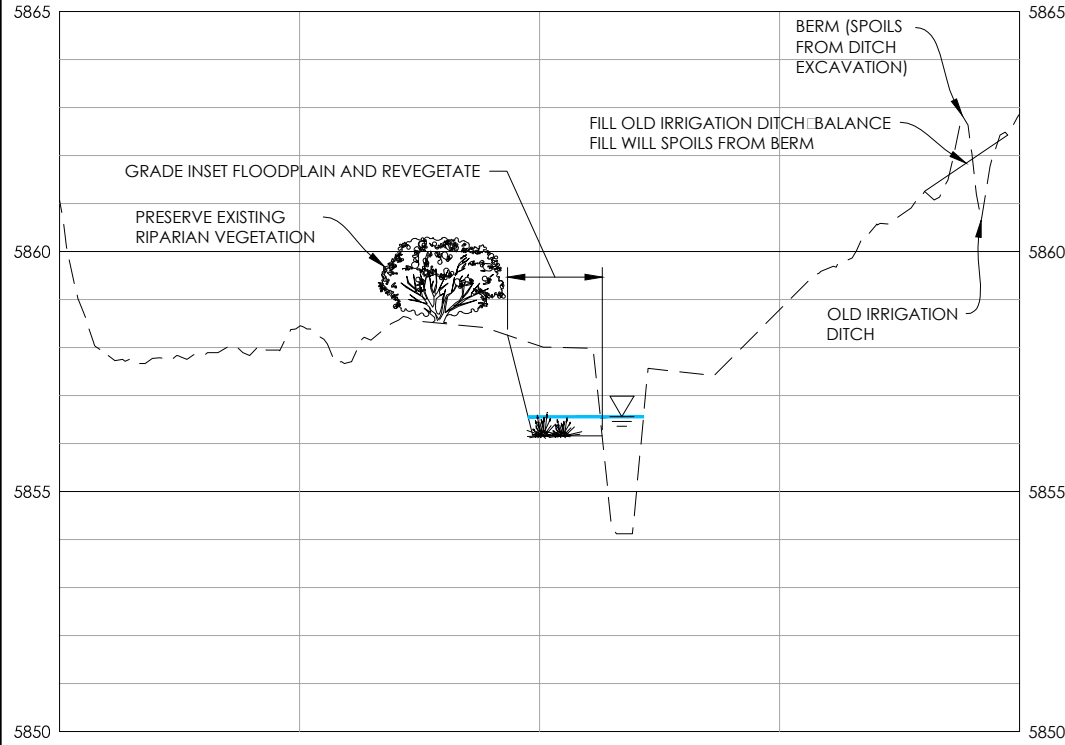 5865
5865
BERM (SPOILS
FROM DITCH
EXCAVATION)
FILL OLD IRRIGATION DITCH□BALANCE
FILL WILL SPOILS FROM BERM
GRADE INSET FLOODPLAIN AND REVEGETATE
PRESERVE EXISTING
RIPARIAN VEGETATION
5860
5860
OLD IRRIGATION
DITCH
5855
5855
5850
5850